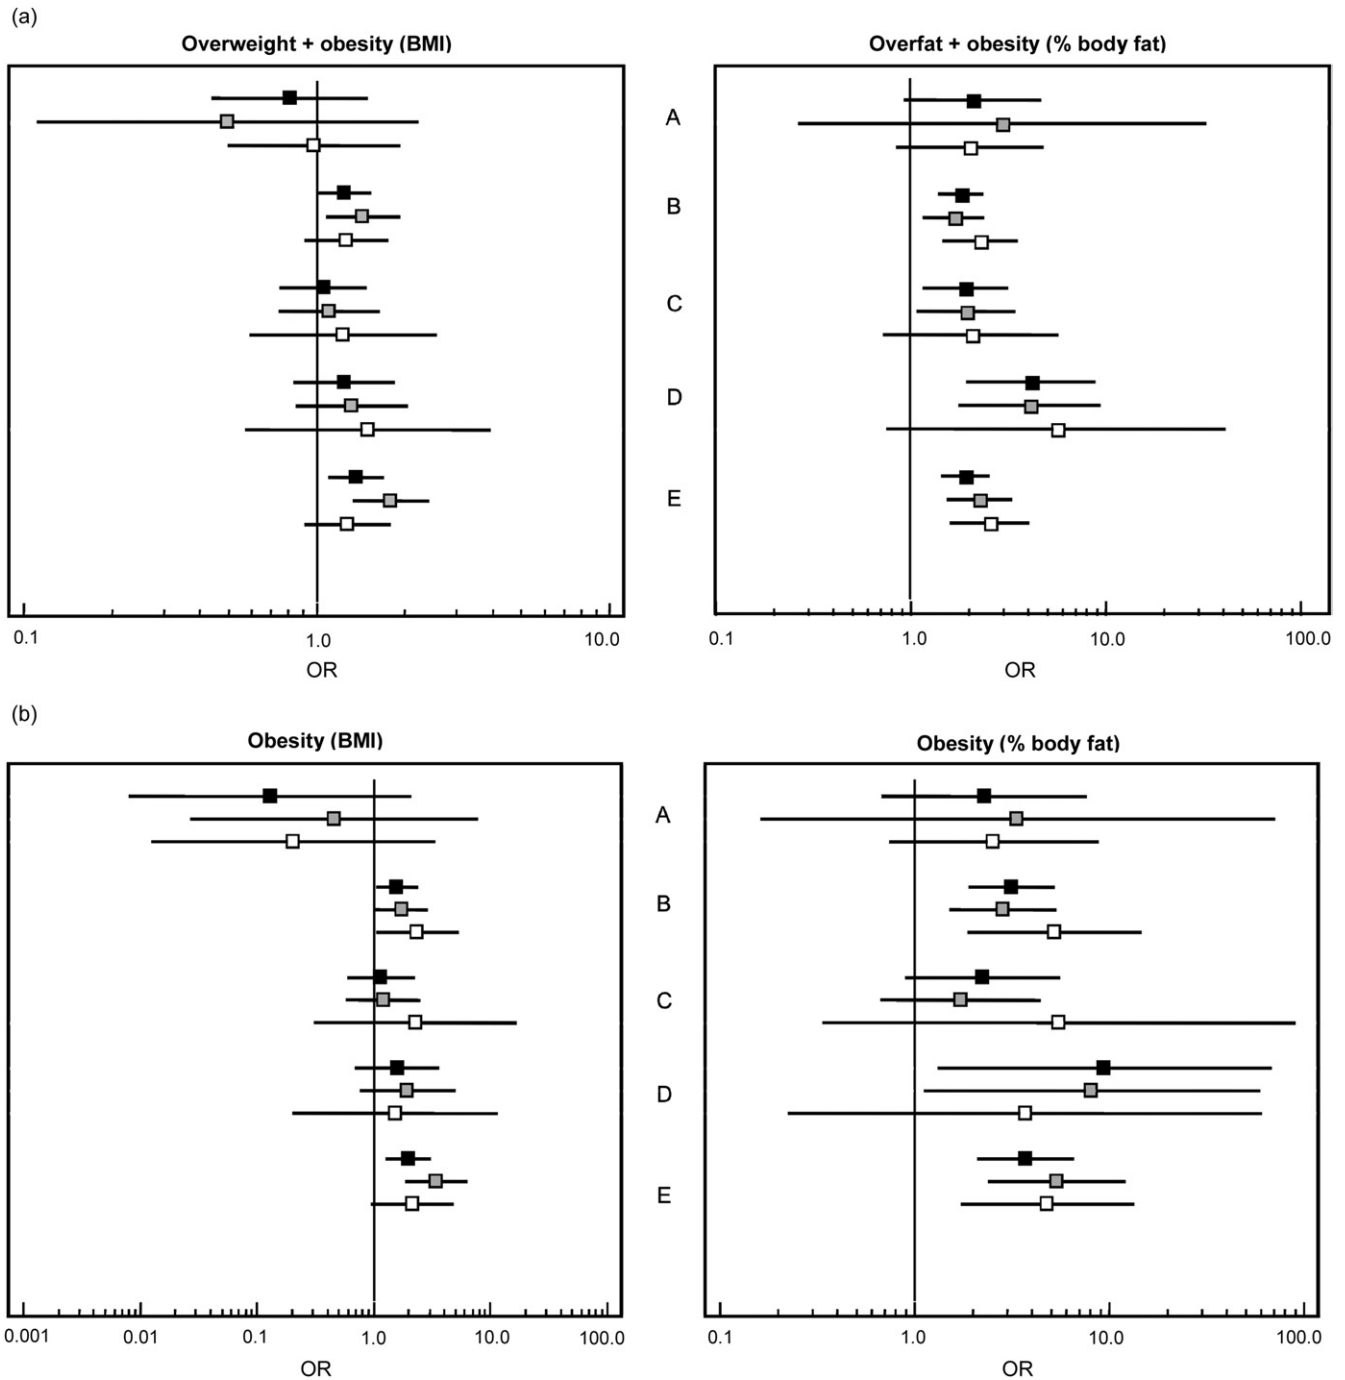 (a)
Overweight + obesity (BMI)
Overfat + obesity (% body fat)
A
B
C
D
E
0.1 1.0 10.0
0.1 1.0 10.0 100.0
OR
OR
(b)
Obesity (BMI)
Obesity (% body fat)
A
B
C
D
E
0.001 0.01 0.1 1.0 10.0 100.0
0.1 1.0 10.0 100.0
OR
OR